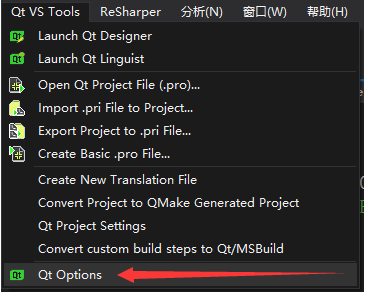 Qt VS Tools ReSharper 分析(N) 窗口(W) 帮助(H)
Launch Qt Designer
Launch Qt Linguist
Open Qt Project File (.pro)...
Import .pri File to Project...
Export Project to .pri File...
Create Basic .pro File...
Create New Translation File
Convert Project to QMake Generated Project
Qt Project Settings
Convert custom build steps to Qt/MSBuild
Qt Options